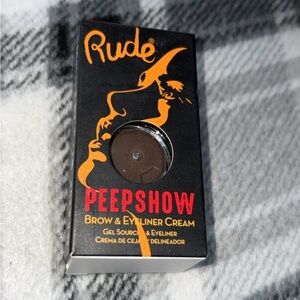 Rude
PEEPSHOW
BROW & EYELINER CREAM
GEL SOURCILS & EYELINER
CREMA DE CEJAS Y DELINEADOR